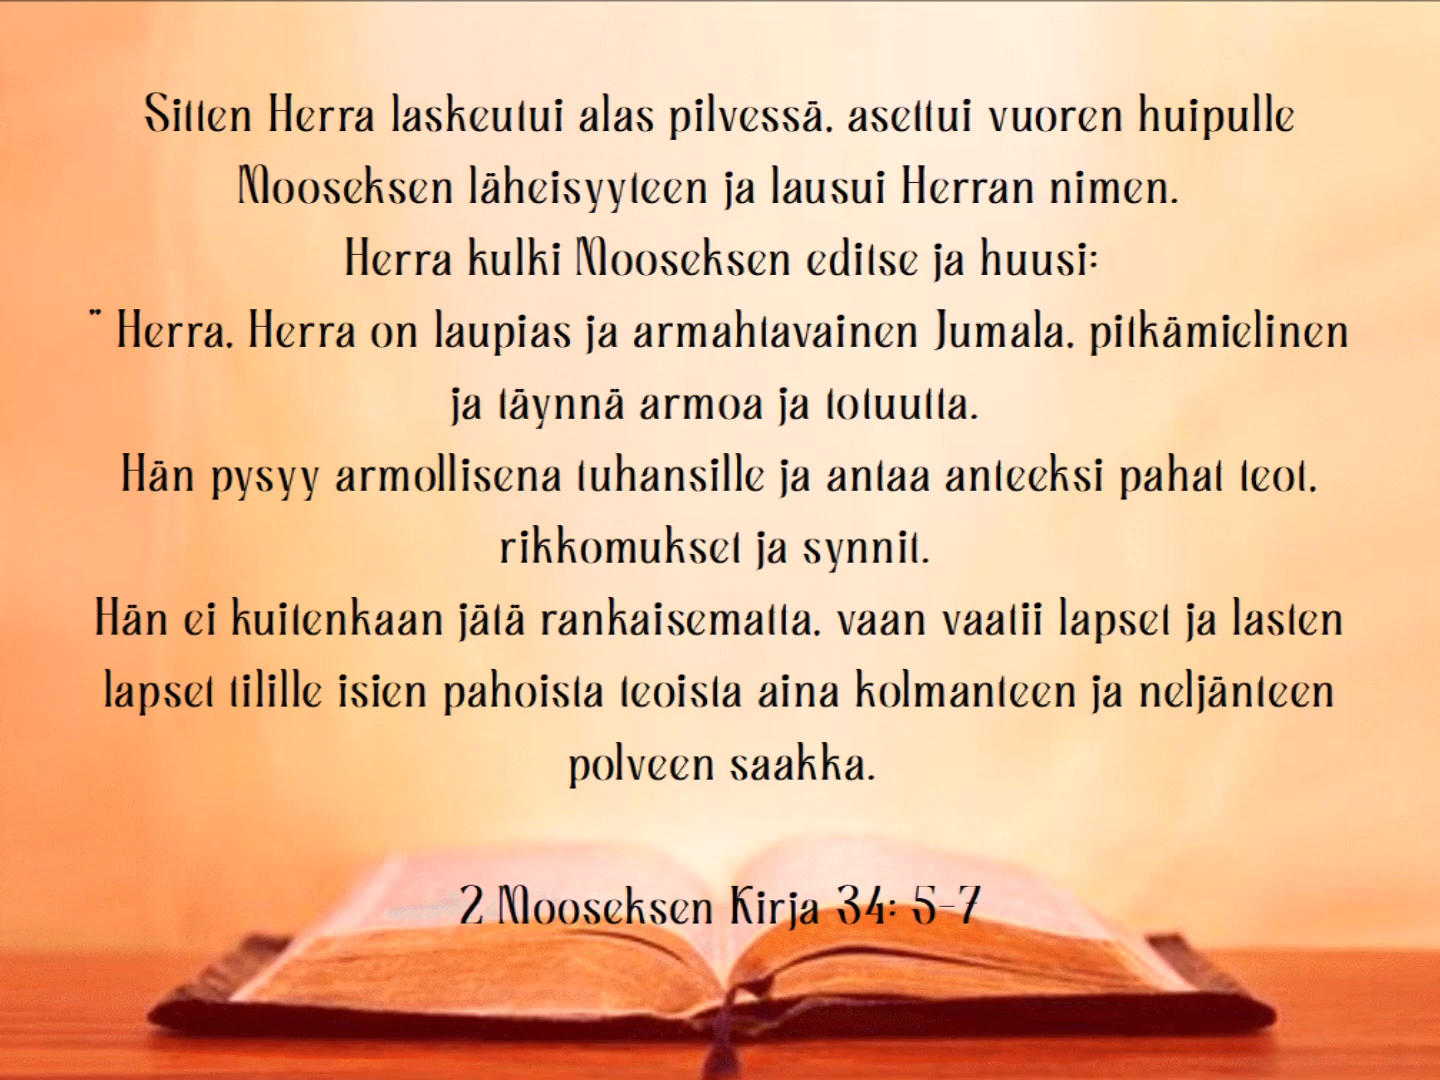 Sitten Herra laskeutui alas pilvessä, asettui vuoren huipulle
Mooseksen läheisyyteen ja lausui Herran nimen.
Herra kulki Mooseksen editse ja huusi:
" Herra, Herra on laupias ja armahtavainen Jumala, pitkämielinen
ja täynnä armoa ja totuutta.
Hän pysyy armollisena tuhansille ja antaa anteeksi pahat teot,
rikkomukset ja synnit.
Hän ei kuitenkaan jätä rankaisematta, vaan vaatii lapset ja lasten
lapset tilille isien pahoista teoista aina kolmanteen ja neljänteen
polveen saakka.
2 Mooseksen Kirja 34: 5-7